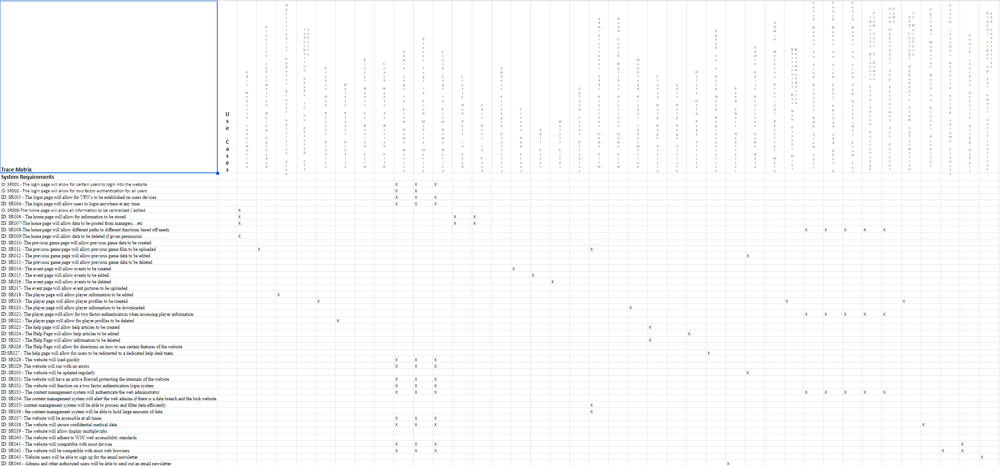 Use Cases
Edit Website Information
Practice Information Being Uploaded
Nutritionist updates Player nutrition plan
Information needs to be deleted off website
Create New Player Profile
Delete Player Profile
Player Wants To Review Film
Coach Wants To Review Film
Admin Logs In From Home Device
Player logs in From Mobile Device
Coach Logs In From Home Device
Create New Post in Feed
Edit Post in Feed
Update Strength Statistics
Create New Event
Edit Event
Delete Event
Upload Event Pictures
Administrator Adds Previous Game Film
Head Coach Watches Previous Game Film
Download Player Information
Create Help Page Article
Edit Help Page Article
Delete Help Page Article
Speak to a Help Desk Representative
Send Email Newsletter
Admin Edits Previous Game Data
Admin Deletes Previous Physical Data
Nutritionist Has New Player Diet Recommendation
Coach Wants To View Players PPG from Last
Coach Wants To View Shot Spread and Shot S
Coach Wants To View Top Performer From Las
Identify Players Free Throw Percentage From Last 5 Games
View Opponents Top Performer for Current Game
Add Current Opponents Team Information To Database
Uploads Medical Data To Player Profiles
Coach reaches website using chrome browser
Coach reaches website using Safari
Player signs up for email notifications and newsletter
Trace Matrix
System Requirements
ID: SR001 - The login page will allow for certain users to login into the website X X X
ID: SR002 - The login page will allow for two factor authentication for all users X X
ID: SR003 - The login page will allow for VPN's to be established on users devices X X X
ID: SR004 - The login page will allow users to login anywhere at any time X X X
ID: SR005-The home page will allow all information to be centralized / edited X
ID: SR006 - The home page will allow for information to be stored X X X
ID: SR007-The home page will allow data to be posted from managers...etc X X X
ID: SR008-The home page will allow different paths to different functions based off needs X X X X X
ID: SR009-The home page will allow data to be deleted if given permission X
ID: SR010- The previous game page will allow previous game data to be created
ID: SR011 - The previous game page will allow previous game film to be uploaded X X
ID: SR012 - The previous game page will allow previous game data to be edited X
ID: SR013 - The previous game page will allow previous game data to be deleted
ID: SR014 - The event page will allow events to be created X
ID: SR015 - The event page will allow events to be edited X
ID: SR016 - The event page will allow events to be deleted X
ID: SR017- The event page will allow event pictures to be uploaded
ID: SR018 - The player page will allow player information to be edited X
ID: SR019 - The player page will allow player profiles to be created X X X
ID: SR020 - The player page will allow player information to be downloaded X
ID: SR021- The player page will allow for two factor authentication when accessing player information X X X X X
ID: SR022 - The player page will allow for player profiles to be deleted X
ID: SR023 - The help page will allow help articles to be created X
ID: SR024 - The Help Page will allow help articles to be edited X
ID: SR025 - The Help Page will allow information to be deleted X
ID: SR026 - The Help Page will allow for directions on how to use certain features of the website
ID:SR027 - The help page will allow for users to be redirected to a dedicated help desk team X
ID: SR028 - The website will load quickly X X X
ID: SR029- The website will run with no errors X X X
ID: SR030 - The website will be updated regularly X
ID: SR031- The website will have an active firewall protecting the internals of the website X X X
ID: SR032 - The website will function on a two factor authentication login system X X X
ID: SR033 - The content management system will authenticate the web administrator X X X X X X X X
ID: SR034- The content management system will alert the web admins if there is a data breach and the lock website.
ID: SR035- content management system will be able to process and filter data efficiently X
ID: SR036 - the content management system will be able to hold large amounts of data X
ID: SR037- The website will be accessible at all times X X X
ID: SR038 - The website will secure confidential medical data X X X X
ID: SR039 - The website will allow display multiple tabs
ID: SR040 - The website will adhere to W3C web accessibility standards
ID: SR041 - The website will compatible with most devices X X X X
ID: SR042 - The website will be compatible with most web browsers X X X X X
ID: SR043 - Website users will be able to sign up for the email newsletter X
ID: SR044 - Admins and other authorized users will be able to send out an email newsletter X